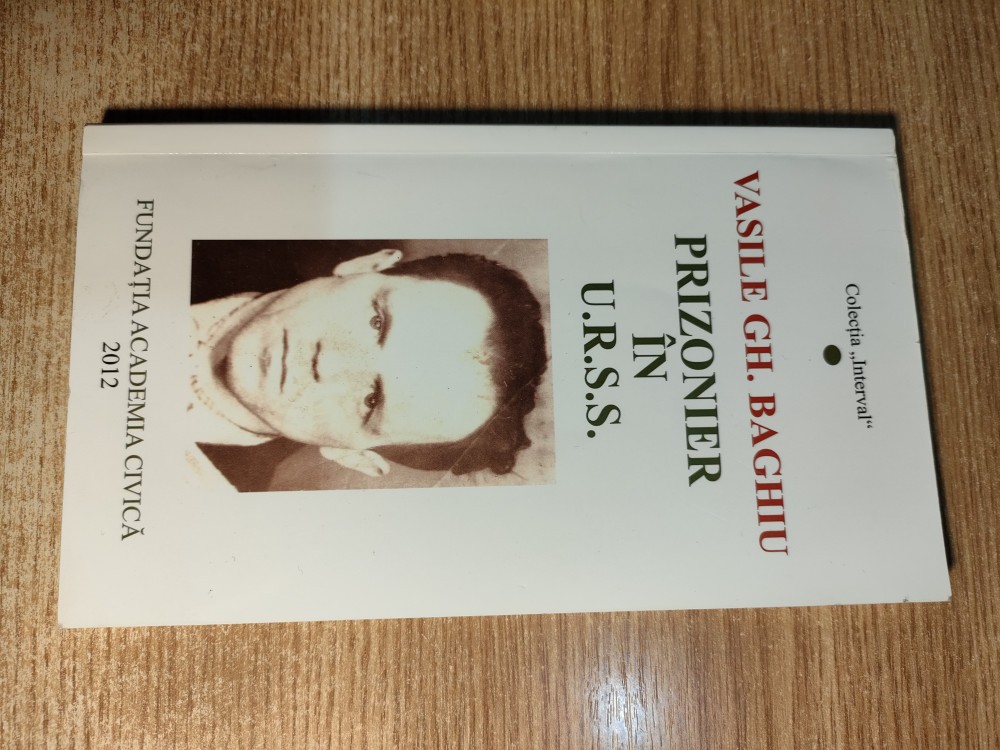 Colecția „Interval“
VASILE GH. BAGHIU
PRIZONIER
ÎN
U.R.S.S.
FUNDAȚIA ACADEMIA CIVICĂ
2012